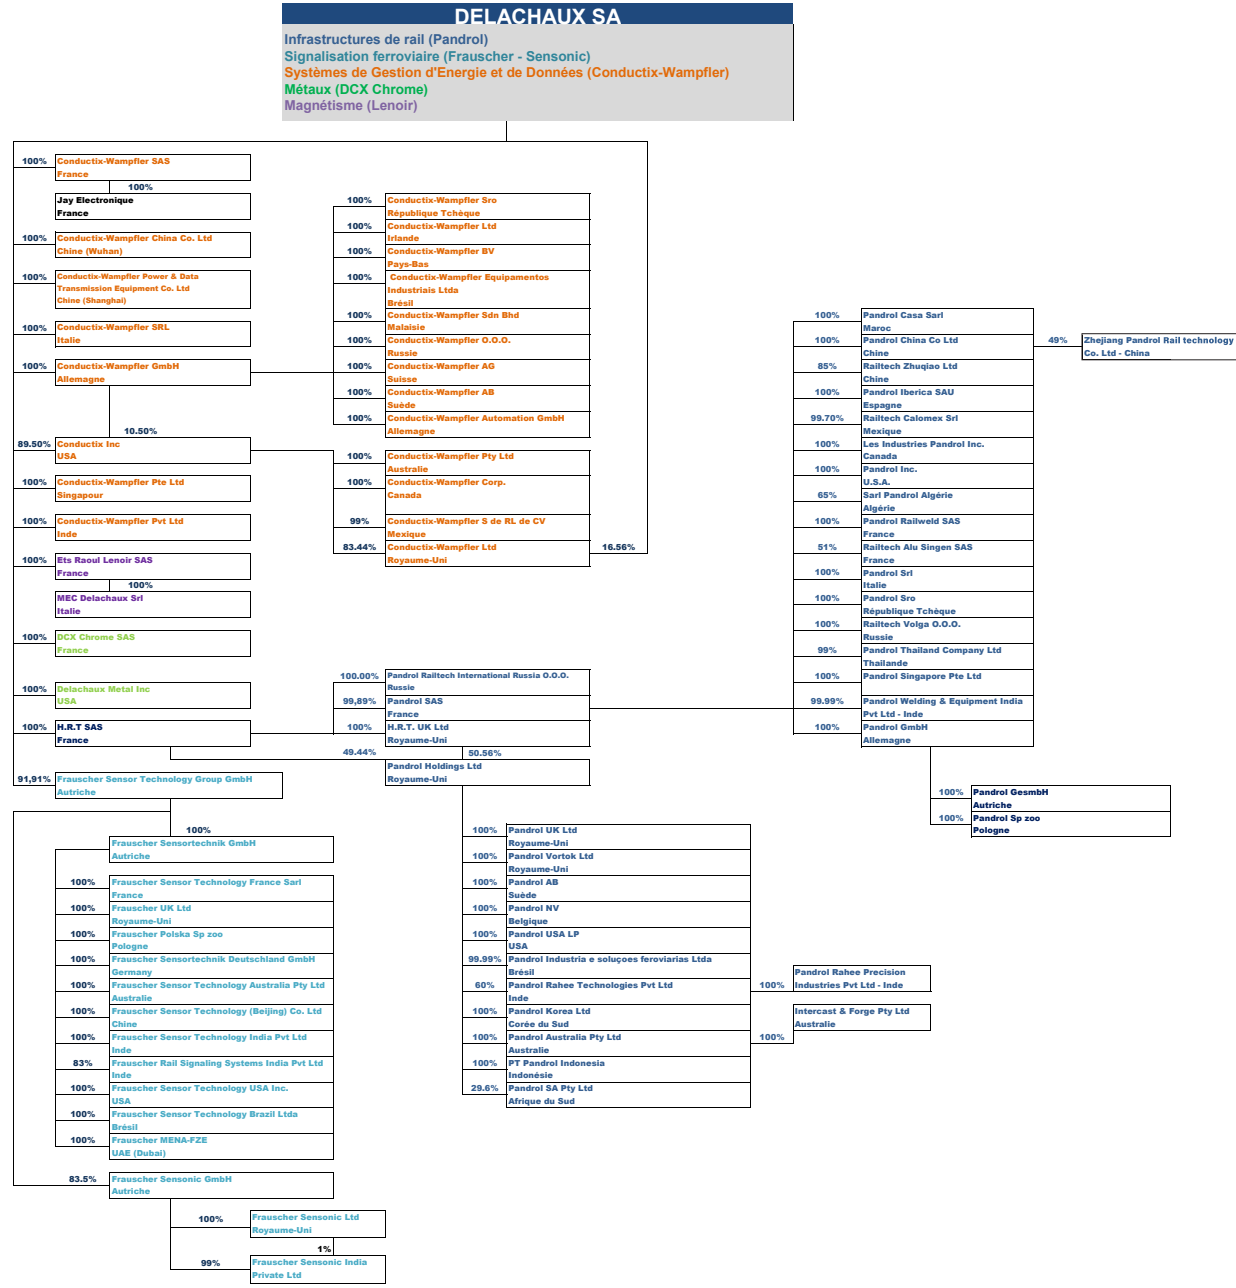 DELACHAUX SA
Infrastructures de rail (Pandrol)
Signalisation ferroviaire (Frauscher - Sensonic)
Systèmes de Gestion d'Energie et de Données (Conductix-Wampfler)
Métaux (DCX Chrome)
Magnétisme (Lenoir)
100%
Conductix-Wampfler SAS
France
100%
Jay Electronique
France
100%
Conductix-Wampfler China Co. Ltd
Chine (Wuhan)
100%
Conductix-Wampfler Power & Data
Transmission Equipment Co. Ltd
Chine (Shanghai)
100%
Conductix-Wampfler SRL
Italie
100%
Conductix-Wampfler GmbH
Allemagne
10.50%
89.50%
Conductix Inc
USA
100%
Conductix-Wampfler Pte Ltd
Singapour
100%
Conductix-Wampfler Pvt Ltd
Inde
100%
Ets Raoul Lenoir SAS
France
100%
MEC Delachaux Srl
Italie
100%
DCX Chrome SAS
France
100%
Delachaux Metal Inc
USA
100%
H.R.T SAS
France
91,91%
Frauscher Sensor Technology Group GmbH
Autriche
100%
Conductix-Wampfler Sro
République Tchèque
100%
Conductix-Wampfler Ltd
Irlande
100%
Conductix-Wampfler BV
Pays-Bas
100%
Conductix-Wampfler Equipamentos
Industriais Ltda
Brésil
100%
Conductix-Wampfler Sdn Bhd
Malaisie
100%
Conductix-Wampfler O.O.O.
Russie
100%
Conductix-Wampfler AG
Suisse
100%
Conductix-Wampfler AB
Suède
100%
Conductix-Wampfler Automation GmbH
Allemagne
100%
Conductix-Wampfler Pty Ltd
Australie
100%
Conductix-Wampfler Corp.
Canada
99%
Conductix-Wampfler S de RL de CV
Mexique
83.44%
Conductix-Wampfler Ltd
Royaume-Uni
16.56%
100.00%
Pandrol Railtech International Russia O.O.O.
Russie
99,89%
Pandrol SAS
France
100%
H.R.T. UK Ltd
Royaume-Uni
49.44%
50.56%
Pandrol Holdings Ltd
Royaume-Uni
100%
Pandrol Casa Sarl
Maroc
100%
Pandrol China Co Ltd
Chine
49%
Zhejiang Pandrol Rail technology
Co. Ltd - China
85%
Railtech Zhuqiao Ltd
Chine
100%
Pandrol Iberica SAU
Espagne
99.70%
Railtech Calomex Srl
Mexique
100%
Les Industries Pandrol Inc.
Canada
100%
Pandrol Inc.
U.S.A.
65%
Sarl Pandrol Algérie
Algérie
100%
Pandrol Railweld SAS
France
51%
Railtech Alu Singen SAS
France
100%
Pandrol Srl
Italie
100%
Pandrol Sro
République Tchèque
100%
Railtech Volga O.O.O.
Russie
99%
Pandrol Thailand Company Ltd
Thailande
100%
Pandrol Singapore Pte Ltd
99.99%
Pandrol Welding & Equipment India
Pvt Ltd - Inde
100%
Pandrol GmbH
Allemagne
100%
Pandrol GesmbH
Autriche
100%
Pandrol Sp zoo
Pologne
100%
Frauscher Sensortechnik GmbH
Autriche
100%
Frauscher Sensor Technology France Sarl
France
100%
Frauscher UK Ltd
Royaume-Uni
100%
Frauscher Polska Sp zoo
Pologne
100%
Frauscher Sensortechnik Deutschland GmbH
Germany
100%
Frauscher Sensor Technology Australia Pty Ltd
Australie
100%
Frauscher Sensor Technology (Beijing) Co. Ltd
Chine
100%
Frauscher Sensor Technology India Pvt Ltd
Inde
83%
Frauscher Rail Signaling Systems India Pvt Ltd
Inde
100%
Frauscher Sensor Technology USA Inc.
USA
100%
Frauscher Sensor Technology Brazil Ltda
Brésil
100%
Frauscher MENA-FZE
UAE (Dubai)
83.5%
Frauscher Sensonic GmbH
Autriche
100%
Frauscher Sensonic Ltd
Royaume-Uni
1%
99%
Frauscher Sensonic India
Private Ltd
100%
Pandrol UK Ltd
Royaume-Uni
100%
Pandrol Vortok Ltd
Royaume-Uni
100%
Pandrol AB
Suède
100%
Pandrol NV
Belgique
100%
Pandrol USA LP
USA
99.99%
Pandrol Industria e soluçoes feroviarias Ltda
Brésil
60%
Pandrol Rahee Technologies Pvt Ltd
Inde
100%
Pandrol Rahee Precision
Industries Pvt Ltd - Inde
100%
Pandrol Korea Ltd
Corée du Sud
100%
Pandrol Australia Pty Ltd
Australie
100%
Intercast & Forge Pty Ltd
Australie
100%
PT Pandrol Indonesia
Indonésie
29.6%
Pandrol SA Pty Ltd
Afrique du Sud